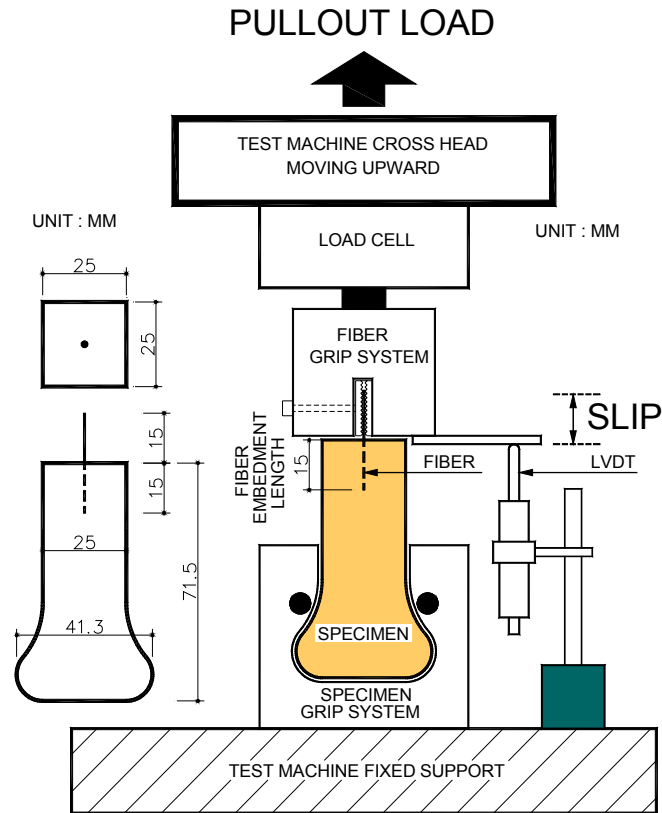 PULLOUT LOAD
TEST MACHINE CROSS HEAD
MOVING UPWARD
UNIT : MM
LOAD CELL
UNIT : MM
25
25
FIBER
GRIP SYSTEM
SLIP
15
15
FIBER
EMBEDMENT
LENGTH
15
FIBER
LVDT
25
71.5
41.3
SPECIMEN
SPECIMEN
GRIP SYSTEM
TEST MACHINE FIXED SUPPORT